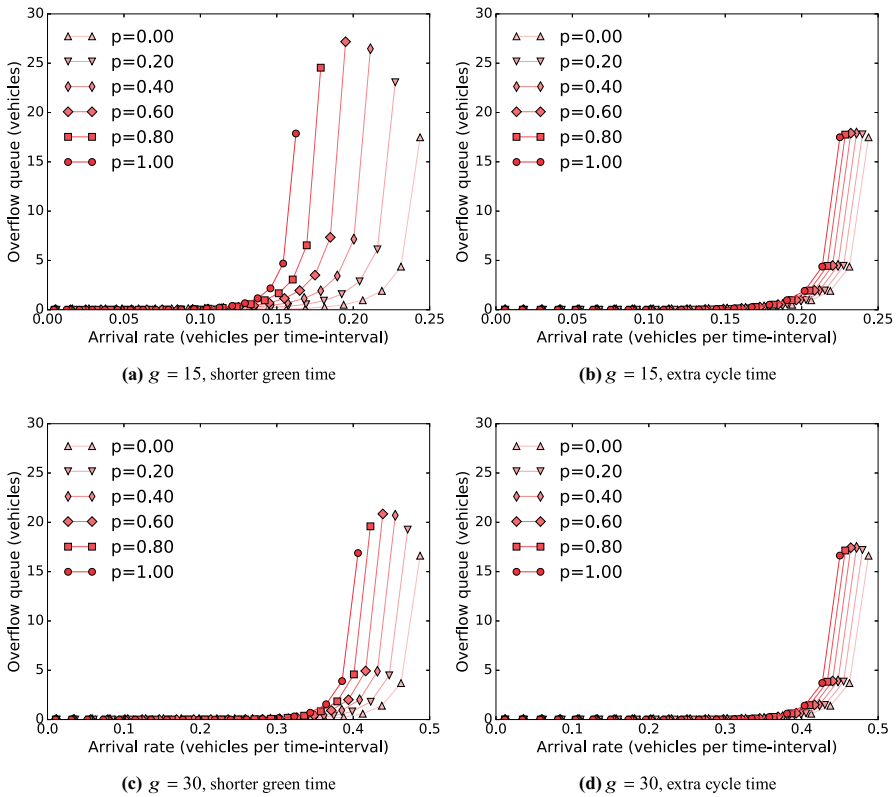 30
25
20
15
10
5
0
Overflow queue (vehicles)
p=0.00
p=0.20
p=0.40
p=0.60
p=0.80
p=1.00
0.00 0.05 0.10 0.15 0.20 0.25
Arrival rate (vehicles per time-interval)
(a) g = 15, shorter green time
30
25
20
15
10
5
0
Overflow queue (vehicles)
p=0.00
p=0.20
p=0.40
p=0.60
p=0.80
p=1.00
0.00 0.05 0.10 0.15 0.20 0.25
Arrival rate (vehicles per time-interval)
(b) g = 15, extra cycle time
30
25
20
15
10
5
0
Overflow queue (vehicles)
p=0.00
p=0.20
p=0.40
p=0.60
p=0.80
p=1.00
0.0 0.1 0.2 0.3 0.4 0.5
Arrival rate (vehicles per time-interval)
(c) g = 30, shorter green time
30
25
20
15
10
5
0
Overflow queue (vehicles)
p=0.00
p=0.20
p=0.40
p=0.60
p=0.80
p=1.00
0.0 0.1 0.2 0.3 0.4 0.5
Arrival rate (vehicles per time-interval)
(d) g = 30, extra cycle time